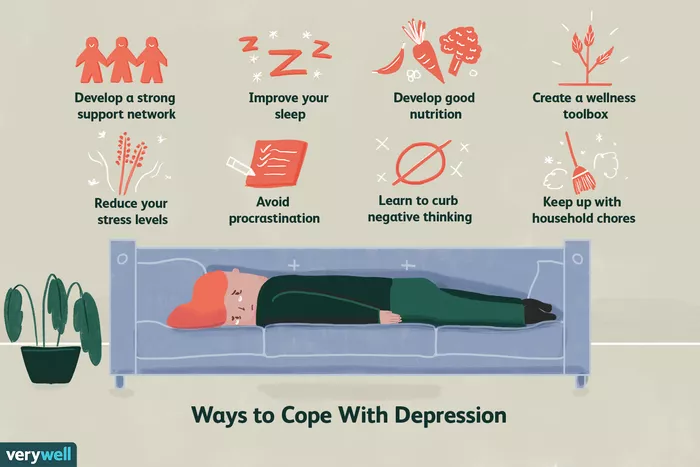 Develop a strong
support network
Improve your
sleep
Develop good
nutrition
Create a wellness
toolbox
Reduce your
stress levels
Avoid
procrastination
Learn to curb
negative thinking
Keep up with
household chores
Ways to Cope With Depression
verywell